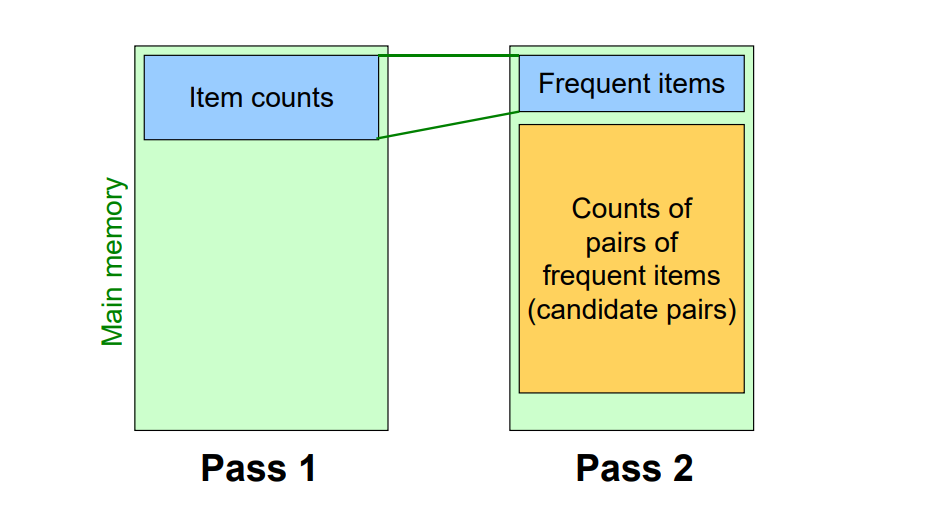 Item counts
Frequent items
Main memory
Counts of
pairs of
frequent items
(candidate pairs)
Pass 1
Pass 2